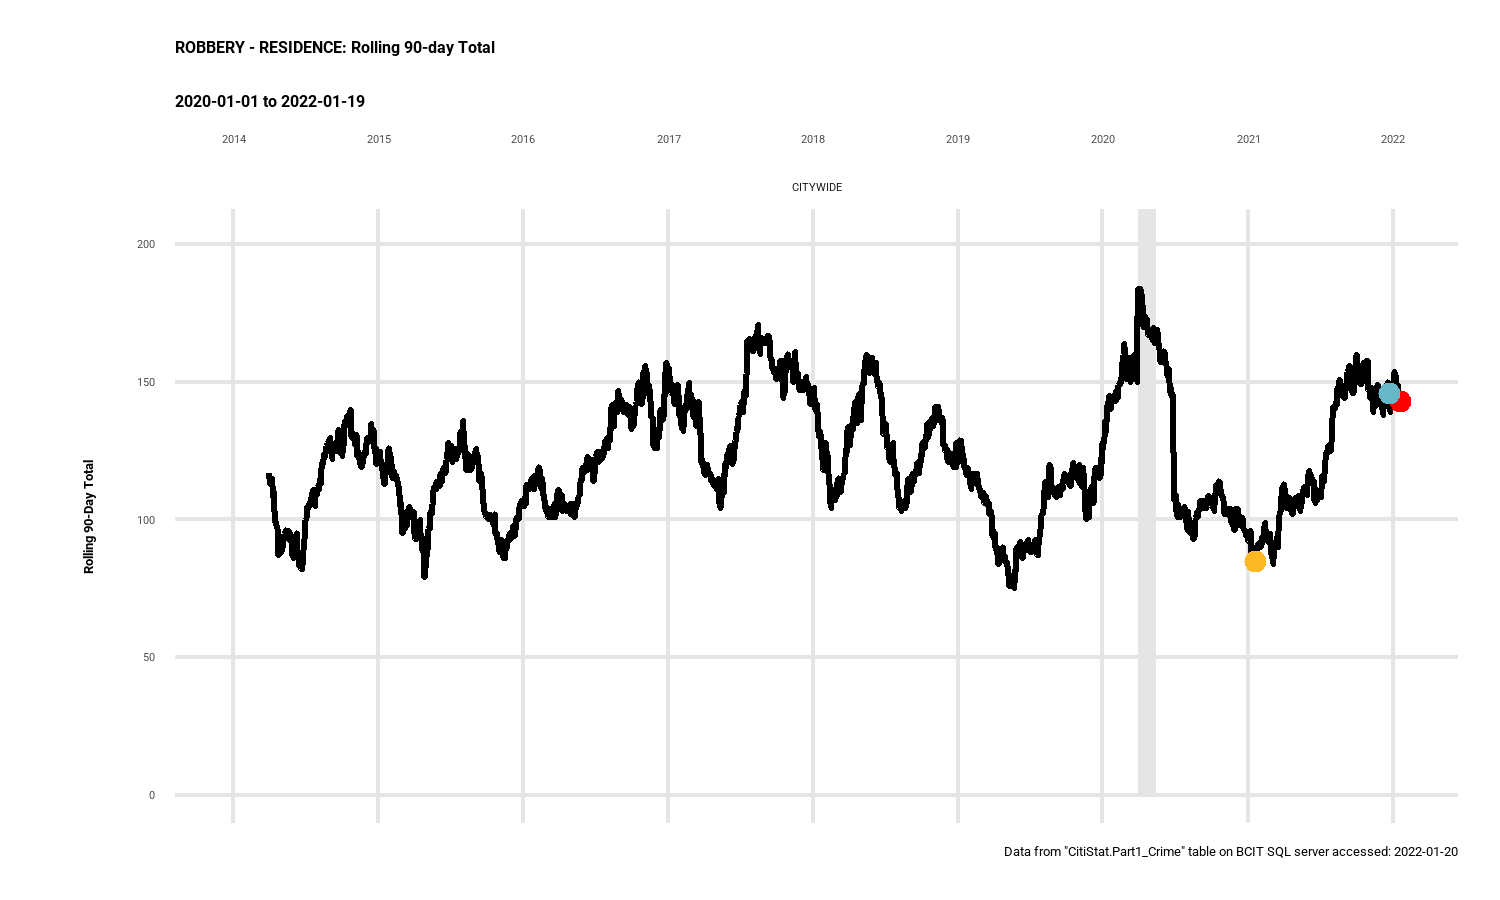 ROBBERY - RESIDENCE: Rolling 90-day Total
2020-01-01 to 2022-01-19
2014 2015 2016 2017 2018 2019 2020 2021 2022
CITYWIDE
200
150
100
50
0
Rolling 90-Day Total
Data from "CitiStat.Part1_Crime" table on BCIT SQL server accessed: 2022-01-20